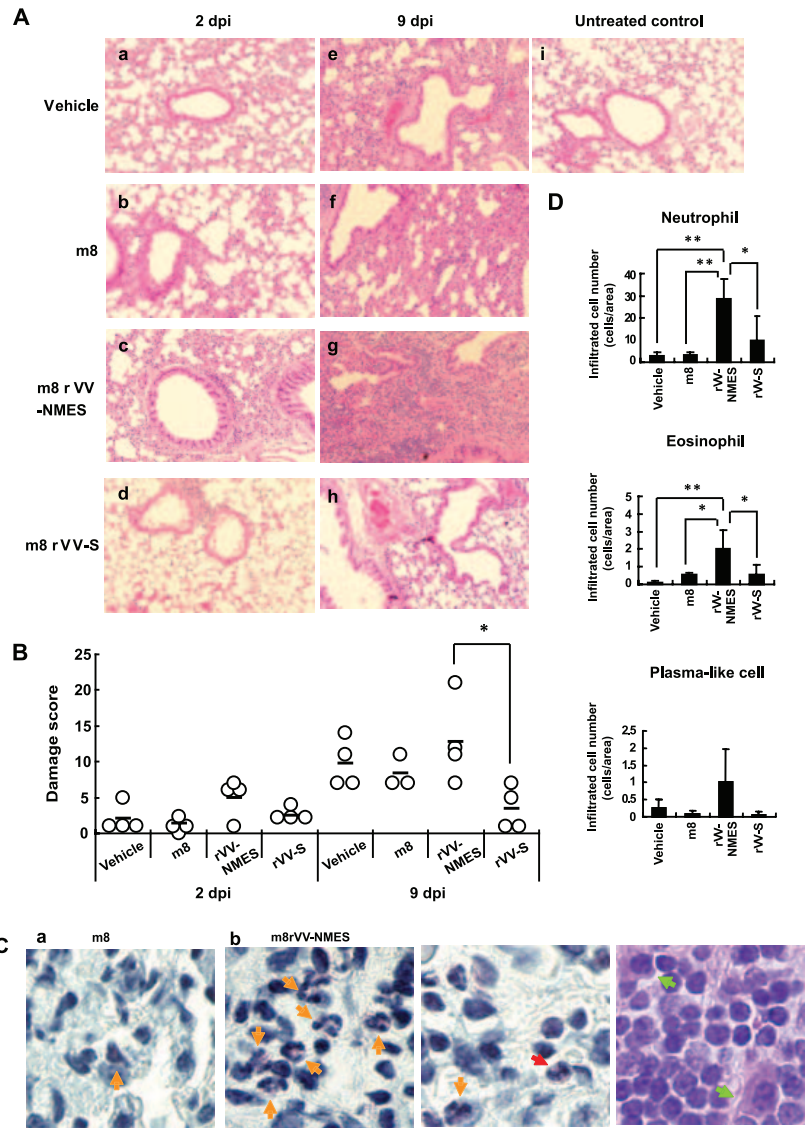 A
2 dpi
9 dpi
Untreated control
a
e
i
Vehicle
b
f
m8
c
g
m8 r VV
-NMES
d
h
m8 rVV-S
D
Neutrophil
**
**
*
Infiltrated cell number
(cells/area)
40
30
20
10
0
Vehicle
m8
rW-
NMES
rW-S
Eosinophil
**
*
*
Infiltrated cell number
(cells/area)
5
4
3
2
1
0
Vehicle
m8
rW-
NMES
rW-S
Plasma-like cell
Infiltrated cell number
(cells/area)
2.5
2
1.5
1
0.5
0
Vehicle
m8
rW-
NMES
rW-S
B
*
Damage score
25
20
15
10
5
0
Vehicle
m8
rVV-
NMES
rVV-S
Vehicle
m8
rVV-
NMES
rVV-S
2 dpi
9 dpi
C
a
m8
b
m8rVV-NMES